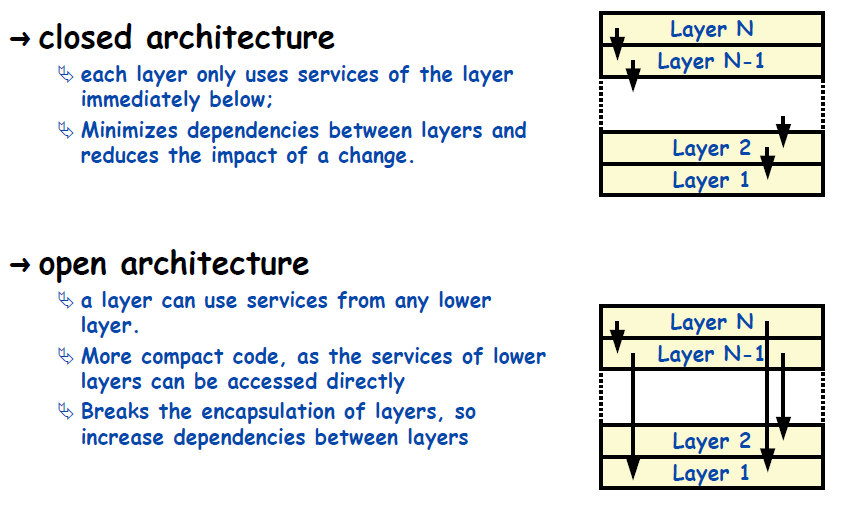 → closed architecture
each layer only uses services of the layer
immediately below;
Minimizes dependencies between layers and
reduces the impact of a change.
Layer N
Layer N-1
Layer 2
Layer 1
→ open architecture
a layer can use services from any lower
layer.
More compact code, as the services of lower
layers can be accessed directly
Breaks the encapsulation of layers, so
increase dependencies between layers
Layer N
Layer N-1
Layer 2
Layer 1